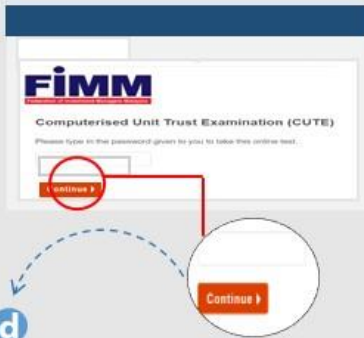 FiMM
Federation of Investment Managers Malaysia
Computerised Unit Trust Examination (CUTE)
Please type in the password given to you to take this online test.
Continue
Continue
d